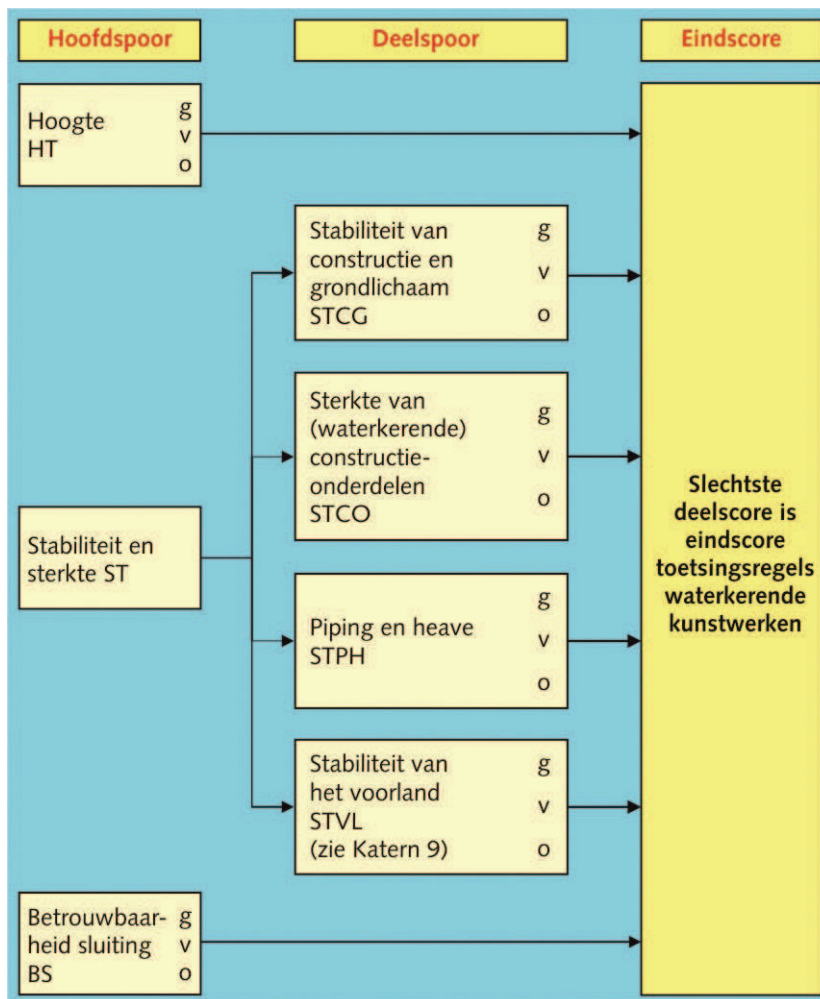 Hoofdspoor
Deelspoor
Eindscore
Hoogte
HT
g
v
o
Stabiliteit van
constructie en
grondlichaam
STCG
g
v
o
Sterkte van
(waterkerende)
constructie-
onderdelen
STCO
g
v
o
Stabiliteit en
sterkte ST
Piping en heave
STPH
g
v
o
Stabiliteit van
het voorland
STVL
(zie Katern 9)
g
v
o
Betrouwbaar-
heid sluiting
BS
g
v
o
Slechtste
deelscore is
eindscore
toetsingsregels
waterkerende
kunstwerken